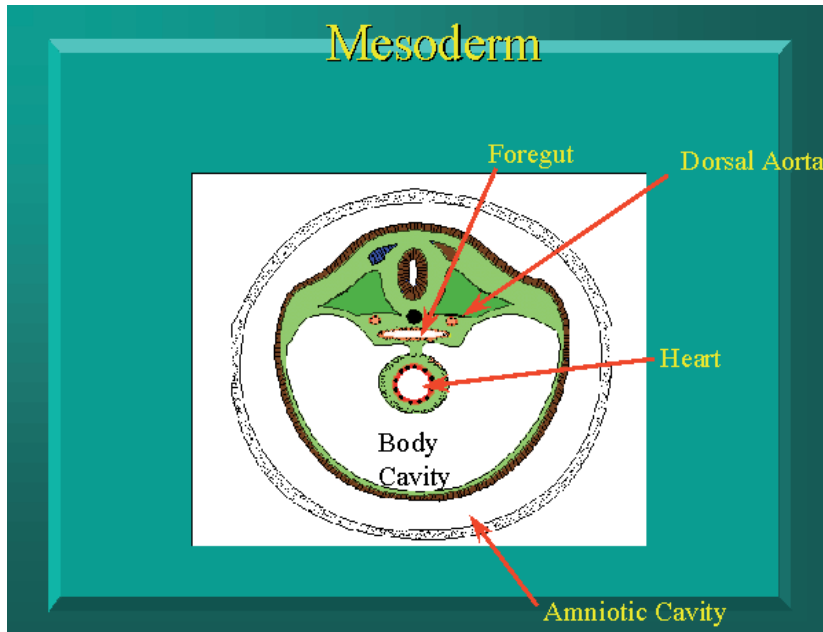 Mesoderm
Foregut
Dorsal Aorta
Heart
Body
Cavity
Amniotic Cavity